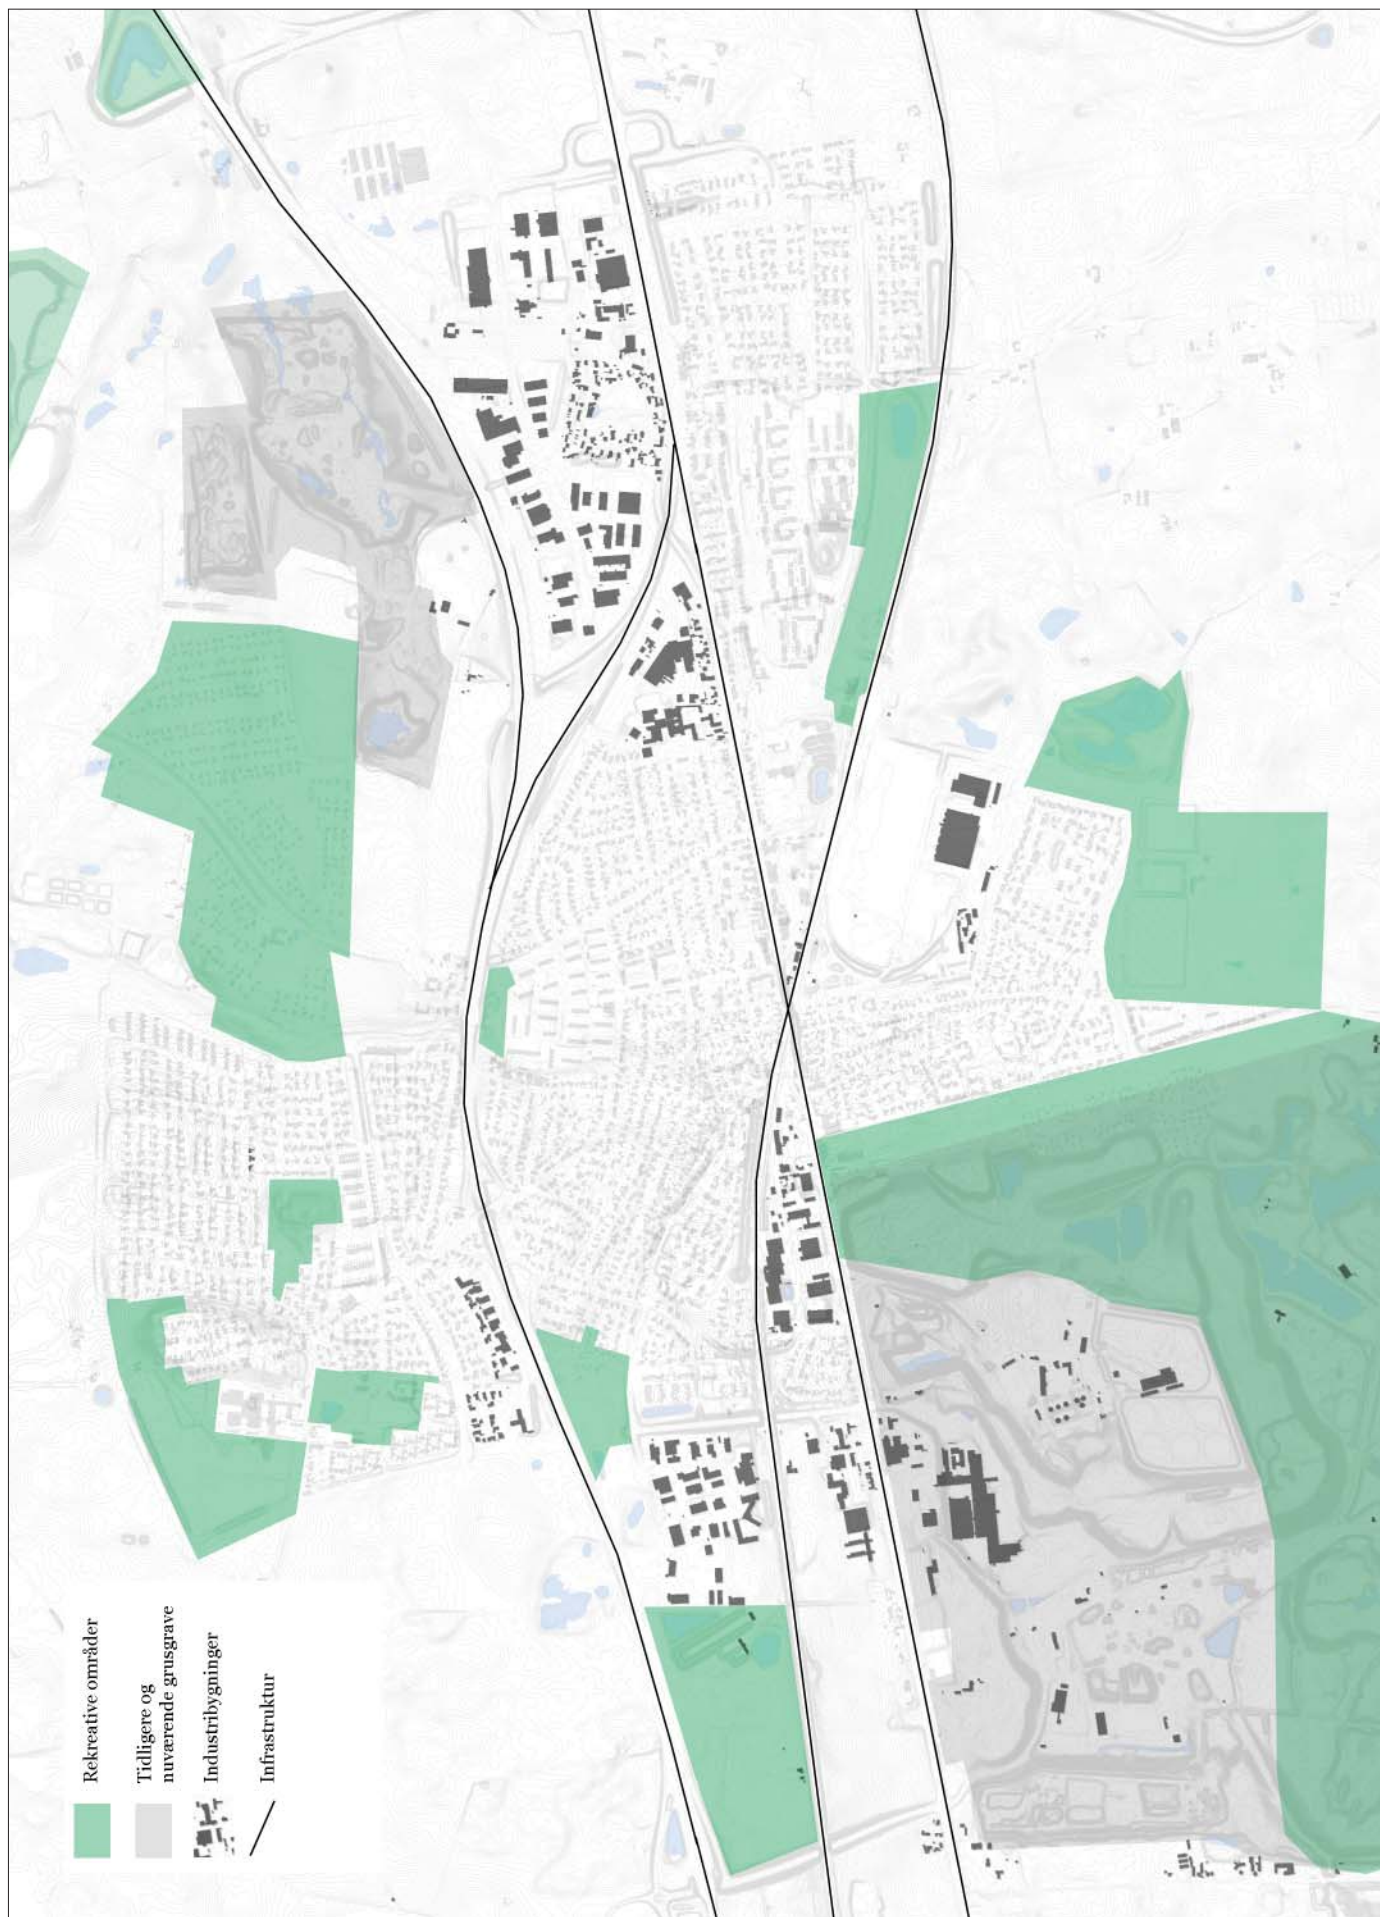 Rekreative områder
Tidligere og
nuværende grusgrave
Industribygninger
Infrastruktur